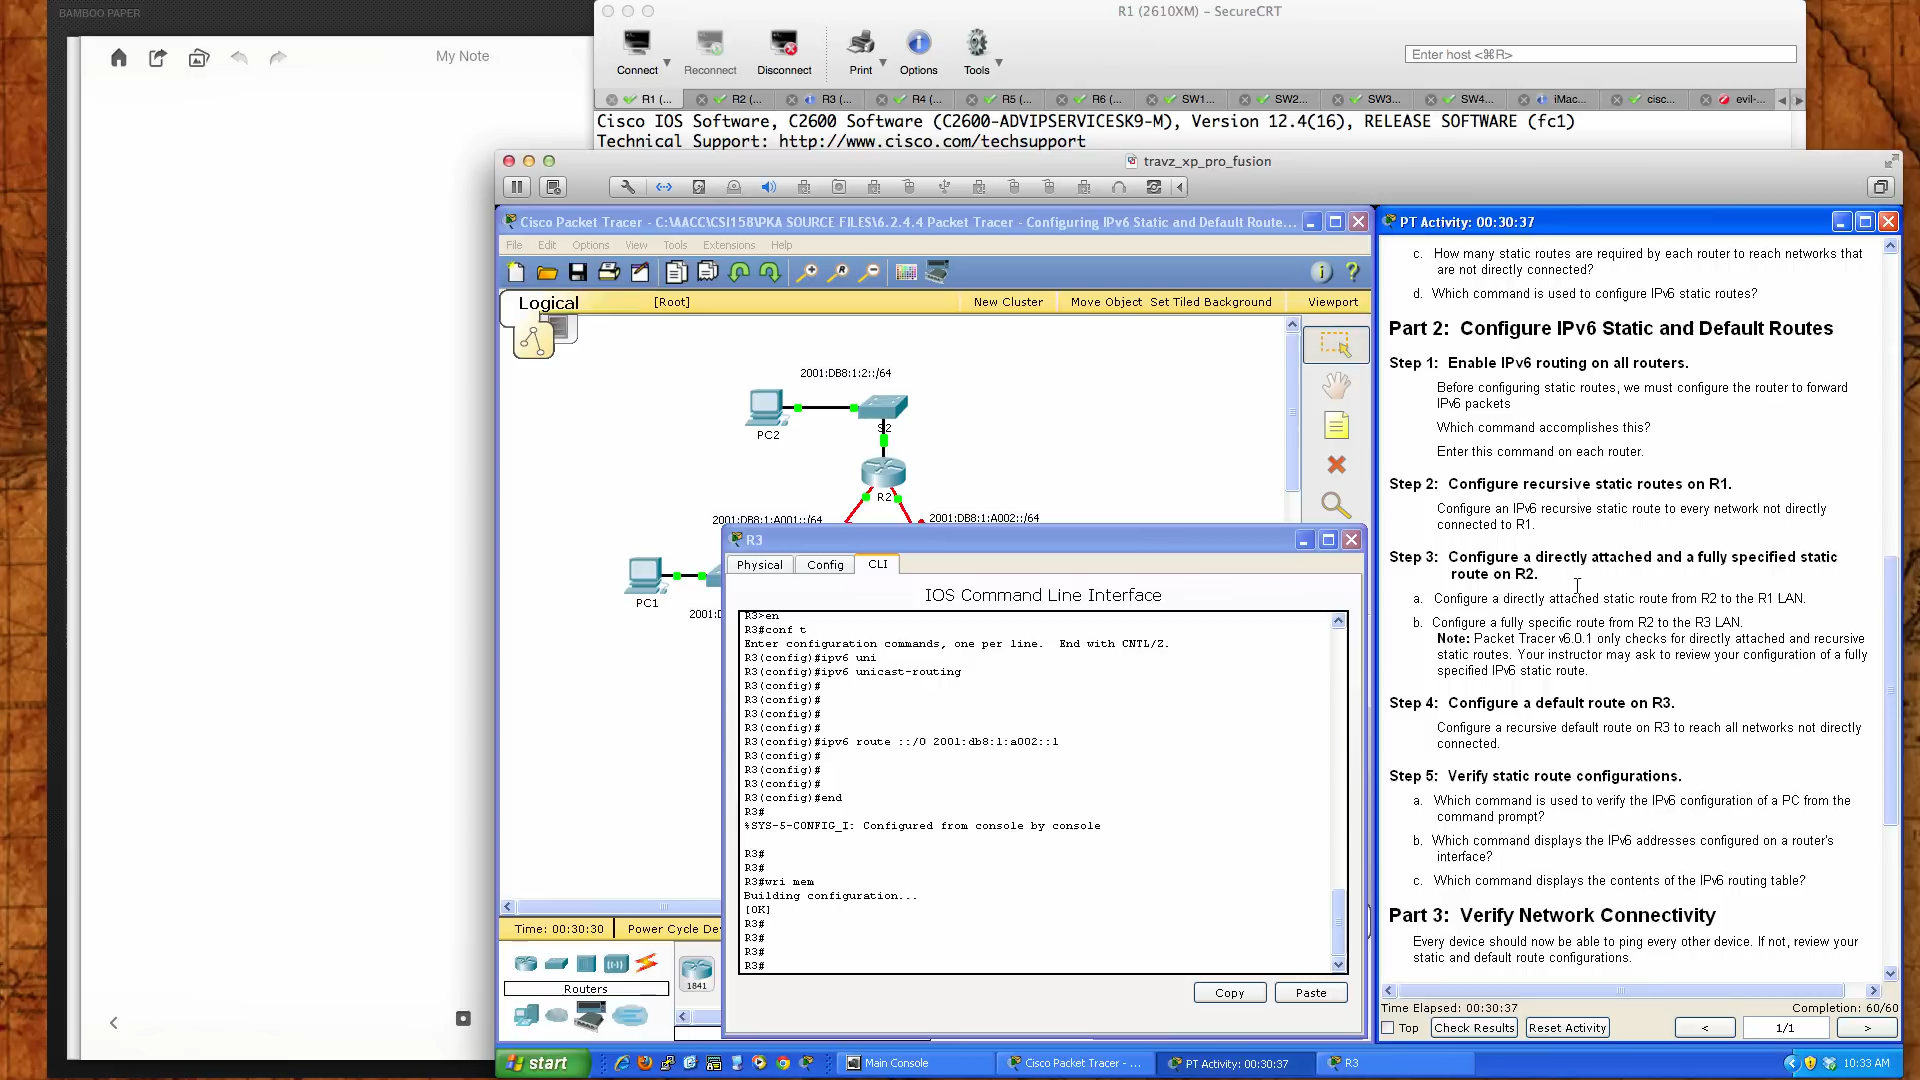 BAMBOO PAPER
My Note
R1 (2610XM) – SecureCRT
Connect
Reconnect
Disconnect
Print
Options
Tools
Enter host <⌘R>
R1 (...
R2 (...
R3 (...
R4 (...
R5 (...
R6 (...
SW1...
SW2...
SW3...
SW4...
iMac...
cisc...
evil-...
Cisco IOS Software, C2600 Software (C2600-ADVIPSERVICESK9-M), Version 12.4(16), RELEASE SOFTWARE (fc1)
Technical Support: http://www.cisco.com/techsupport
travz_xp_pro_fusion
Cisco Packet Tracer - C:\AACC\CSI158\PKA SOURCE FILES\6.2.4.4 Packet Tracer - Configuring IPv6 Static and Default Route...
File Edit Options View Tools Extensions Help
Logical
[Root]
New Cluster
Move Object
Set Tiled Background
Viewport
2001:DB8:1:2::/64
PC2
S2
R2
2001:DB8:1:A001::/64
2001:DB8:1:A002::/64
PC1
2001:D
R3
Physical
Config
CLI
IOS Command Line Interface
R3>en
R3#conf t
Enter configuration commands, one per line. End with CNTL/Z.
R3(config)#ipv6 uni
R3(config)#ipv6 unicast-routing
R3(config)#
R3(config)#
R3(config)#
R3(config)#
R3(config)#ipv6 route ::/0 2001:db8:1:a002::1
R3(config)#
R3(config)#
R3(config)#
R3(config)#end
R3#
%SYS-5-CONFIG_I: Configured from console by console
R3#
R3#
R3#wri mem
Building configuration...
[OK]
R3#
R3#
R3#
R3#
Copy
Paste
Time: 00:30:30
Power Cycle De
Routers
1841
PT Activity: 00:30:37
c. How many static routes are required by each router to reach networks that
are not directly connected?
d. Which command is used to configure IPv6 static routes?
Part 2: Configure IPv6 Static and Default Routes
Step 1: Enable IPv6 routing on all routers.
Before configuring static routes, we must configure the router to forward
IPv6 packets
Which command accomplishes this?
Enter this command on each router.
Step 2: Configure recursive static routes on R1.
Configure an IPv6 recursive static route to every network not directly
connected to R1.
Step 3: Configure a directly attached and a fully specified static
route on R2.
a. Configure a directly attached static route from R2 to the R1 LAN.
b. Configure a fully specific route from R2 to the R3 LAN.
Note: Packet Tracer v6.0.1 only checks for directly attached and recursive
static routes. Your instructor may ask to review your configuration of a fully
specified IPv6 static route.
Step 4: Configure a default route on R3.
Configure a recursive default route on R3 to reach all networks not directly
connected.
Step 5: Verify static route configurations.
a. Which command is used to verify the IPv6 configuration of a PC from the
command prompt?
b. Which command displays the IPv6 addresses configured on a router's
interface?
c. Which command displays the contents of the IPv6 routing table?
Part 3: Verify Network Connectivity
Every device should now be able to ping every other device. If not, review your
static and default route configurations.
Time Elapsed: 00:30:37
Completion: 60/60
Top
Check Results
Reset Activity
<
1/1
>
start
Main Console
Cisco Packet Tracer - ...
PT Activity: 00:30:37
R3
10:33 AM